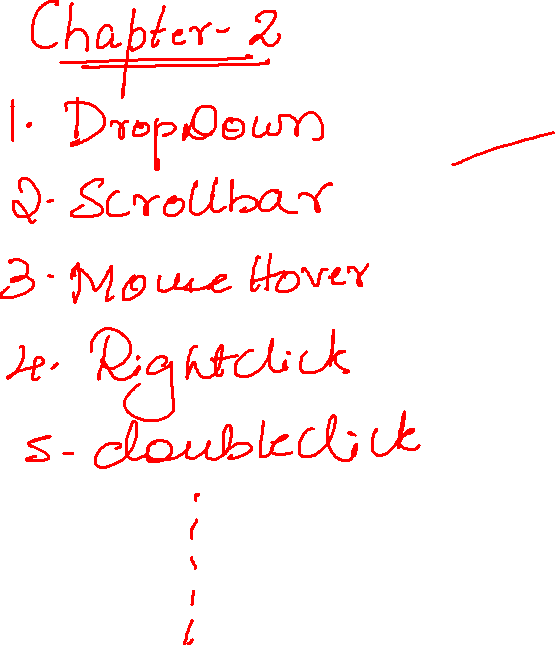 Chapter-2
1. DropDown
2. Scrollbar
3. Mouse Hover
4. Rightclick
5- doubleclick